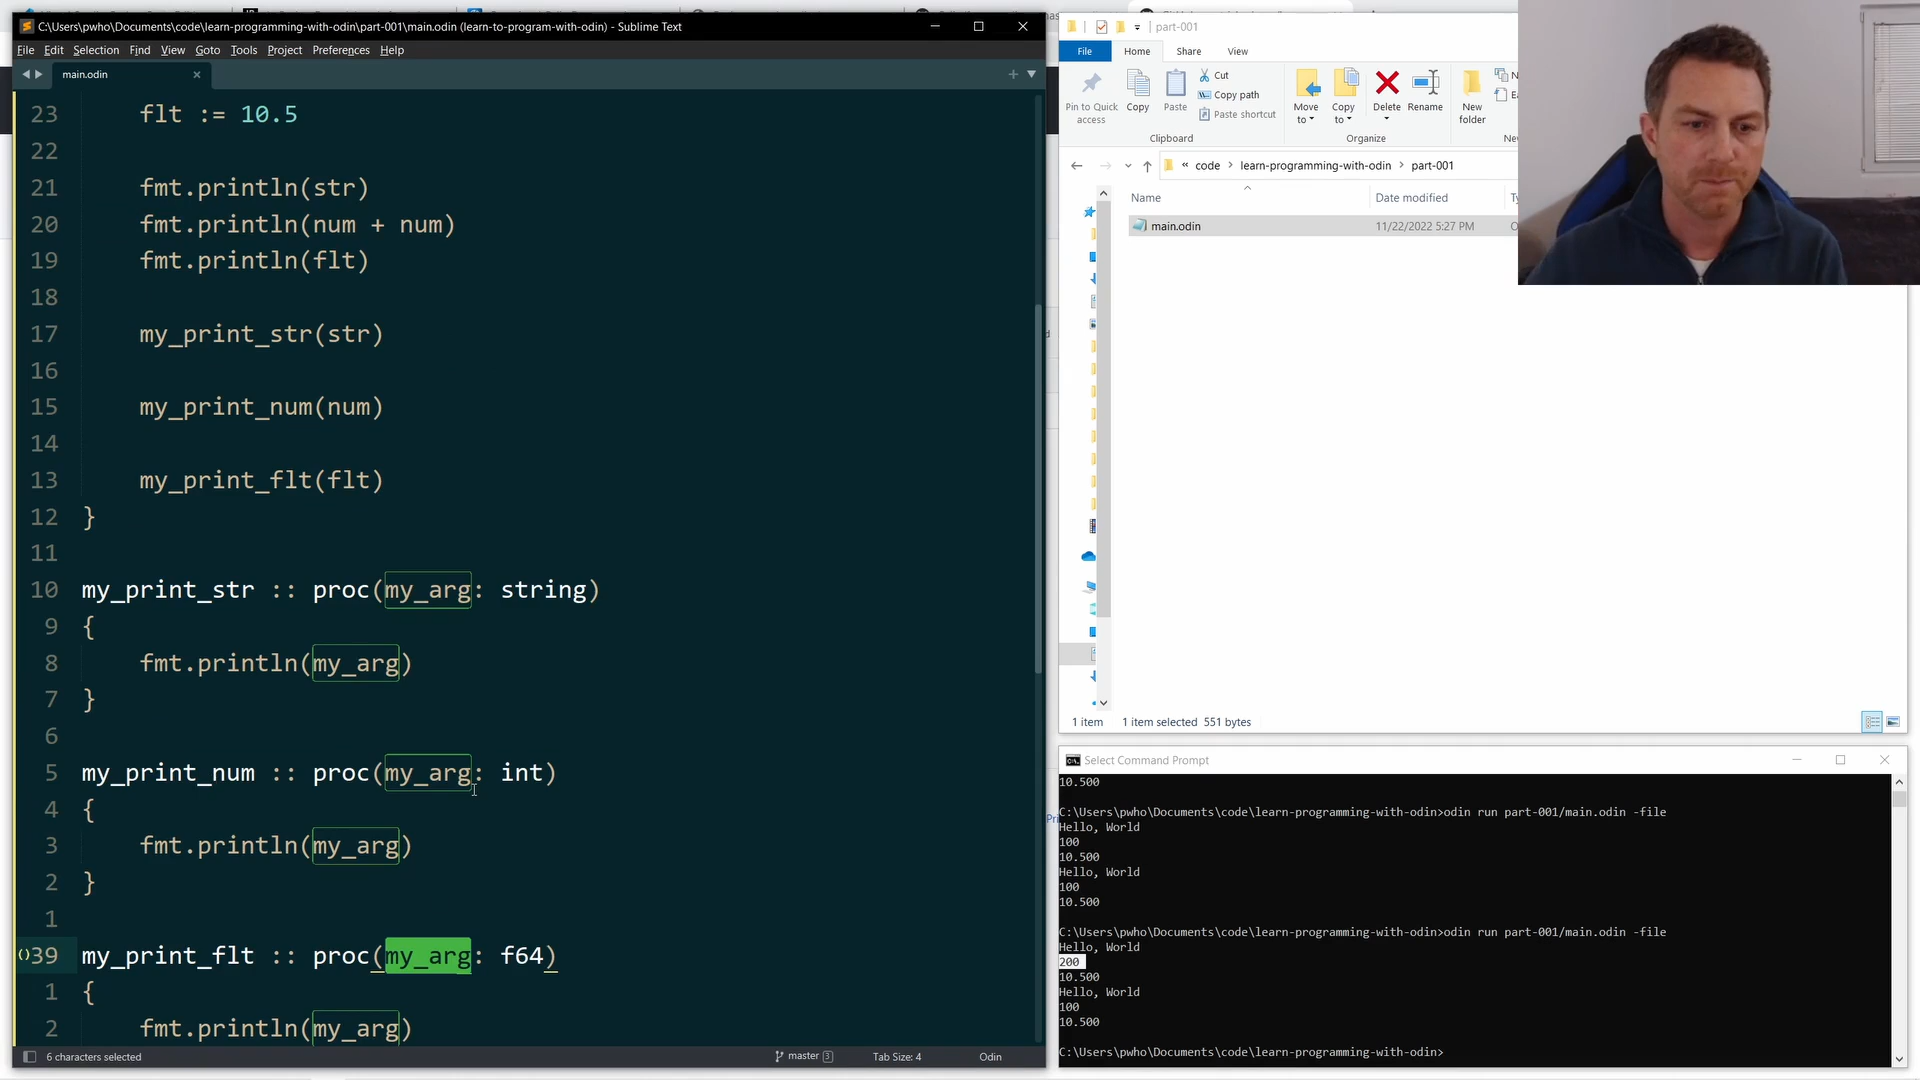 C:\Users\pwho\Documents\code\learn-programming-with-odin\part-001\main.odin (learn-to-program-with-odin) - Sublime Text
File Edit Selection Find View Goto Tools Project Preferences Help
main.odin
23 flt := 10.5
22
21 fmt.println(str)
20 fmt.println(num + num)
19 fmt.println(flt)
18
17 my_print_str(str)
16
15 my_print_num(num)
14
13 my_print_flt(flt)
12 }
11
10 my_print_str :: proc(my_arg: string)
9 {
8 fmt.println(my_arg)
7 }
6
5 my_print_num :: proc(my_arg: int)
4 {
3 fmt.println(my_arg)
2 }
1
39 my_print_flt :: proc(my_arg: f64)
1 {
2 fmt.println(my_arg)
6 characters selected
master 3
Tab Size: 4
Odin
part-001
File Home Share View
Pin to Quick access
Copy
Paste
Cut
Copy path
Paste shortcut
Clipboard
Move to
Copy to
Delete
Rename
Organize
New folder
« code > learn-programming-with-odin > part-001
Name Date modified
main.odin 11/22/2022 5:27 PM
1 item 1 item selected 551 bytes
Select Command Prompt
10.500
C:\Users\pwho\Documents\code\learn-programming-with-odin>odin run part-001/main.odin -file
Hello, World
100
10.500
Hello, World
100
10.500
C:\Users\pwho\Documents\code\learn-programming-with-odin>odin run part-001/main.odin -file
Hello, World
200
10.500
Hello, World
100
10.500
C:\Users\pwho\Documents\code\learn-programming-with-odin>